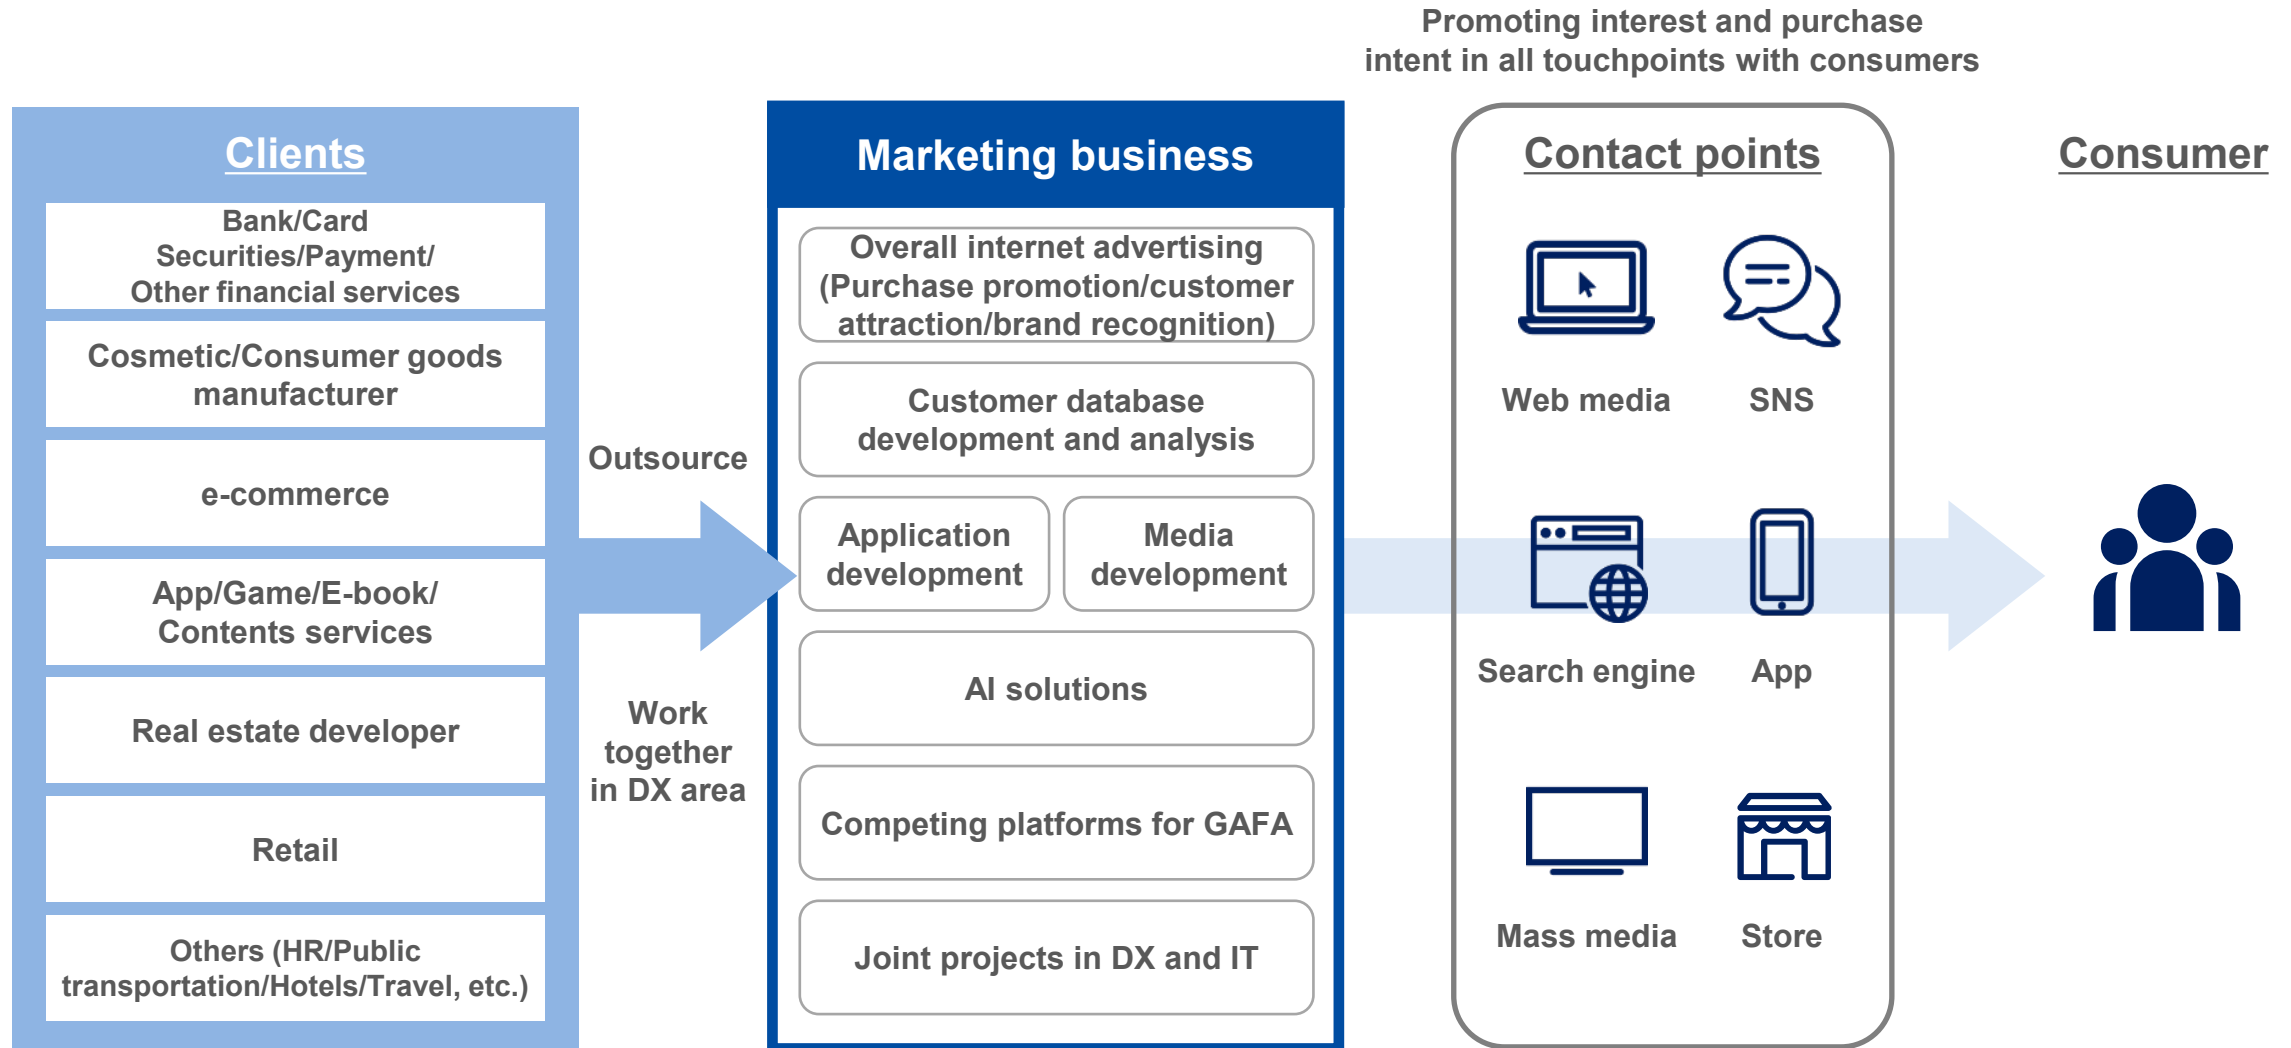 Promoting interest and purchase
intent in all touchpoints with consumers
Clients
Bank/Card
Securities/Payment/
Other financial services
Cosmetic/Consumer goods
manufacturer
e-commerce
App/Game/E-book/
Contents services
Real estate developer
Retail
Others (HR/Public
transportation/Hotels/Travel, etc.)
Outsource
Work
together
in DX area
Marketing business
Overall internet advertising
(Purchase promotion/customer
attraction/brand recognition)
Customer database
development and analysis
Application
development
Media
development
AI solutions
Competing platforms for GAFA
Joint projects in DX and IT
Contact points
Web media
SNS
Search engine
App
Mass media
Store
Consumer